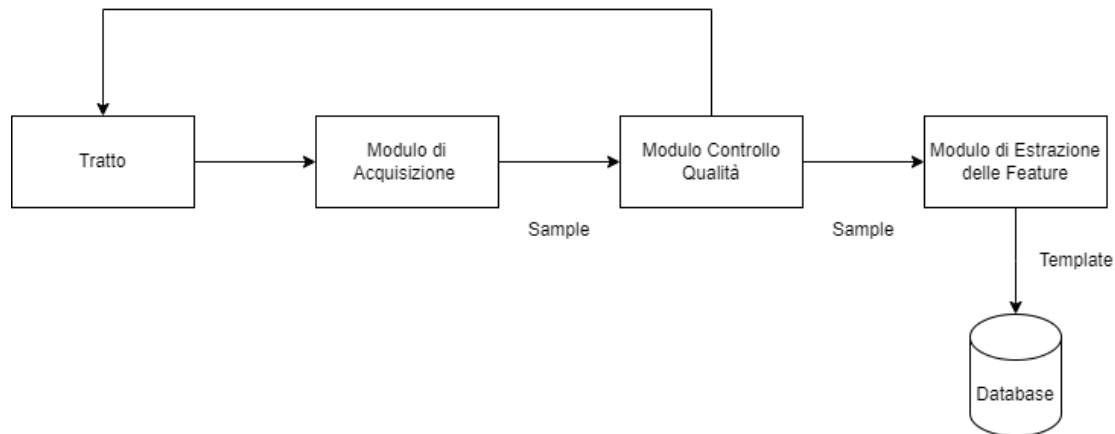 Tratto
Modulo di
Acquisizione
Modulo Controllo
Qualità
Modulo di Estrazione
delle Feature
Sample
Sample
Template
Database